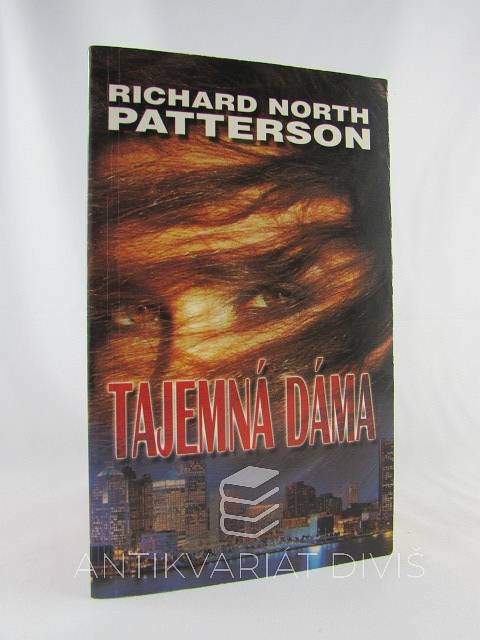 RICHARD NORTH
PATTERSON
TAJEMNÁ DÁMA
ANTIKVARIÁT DIVIŠ